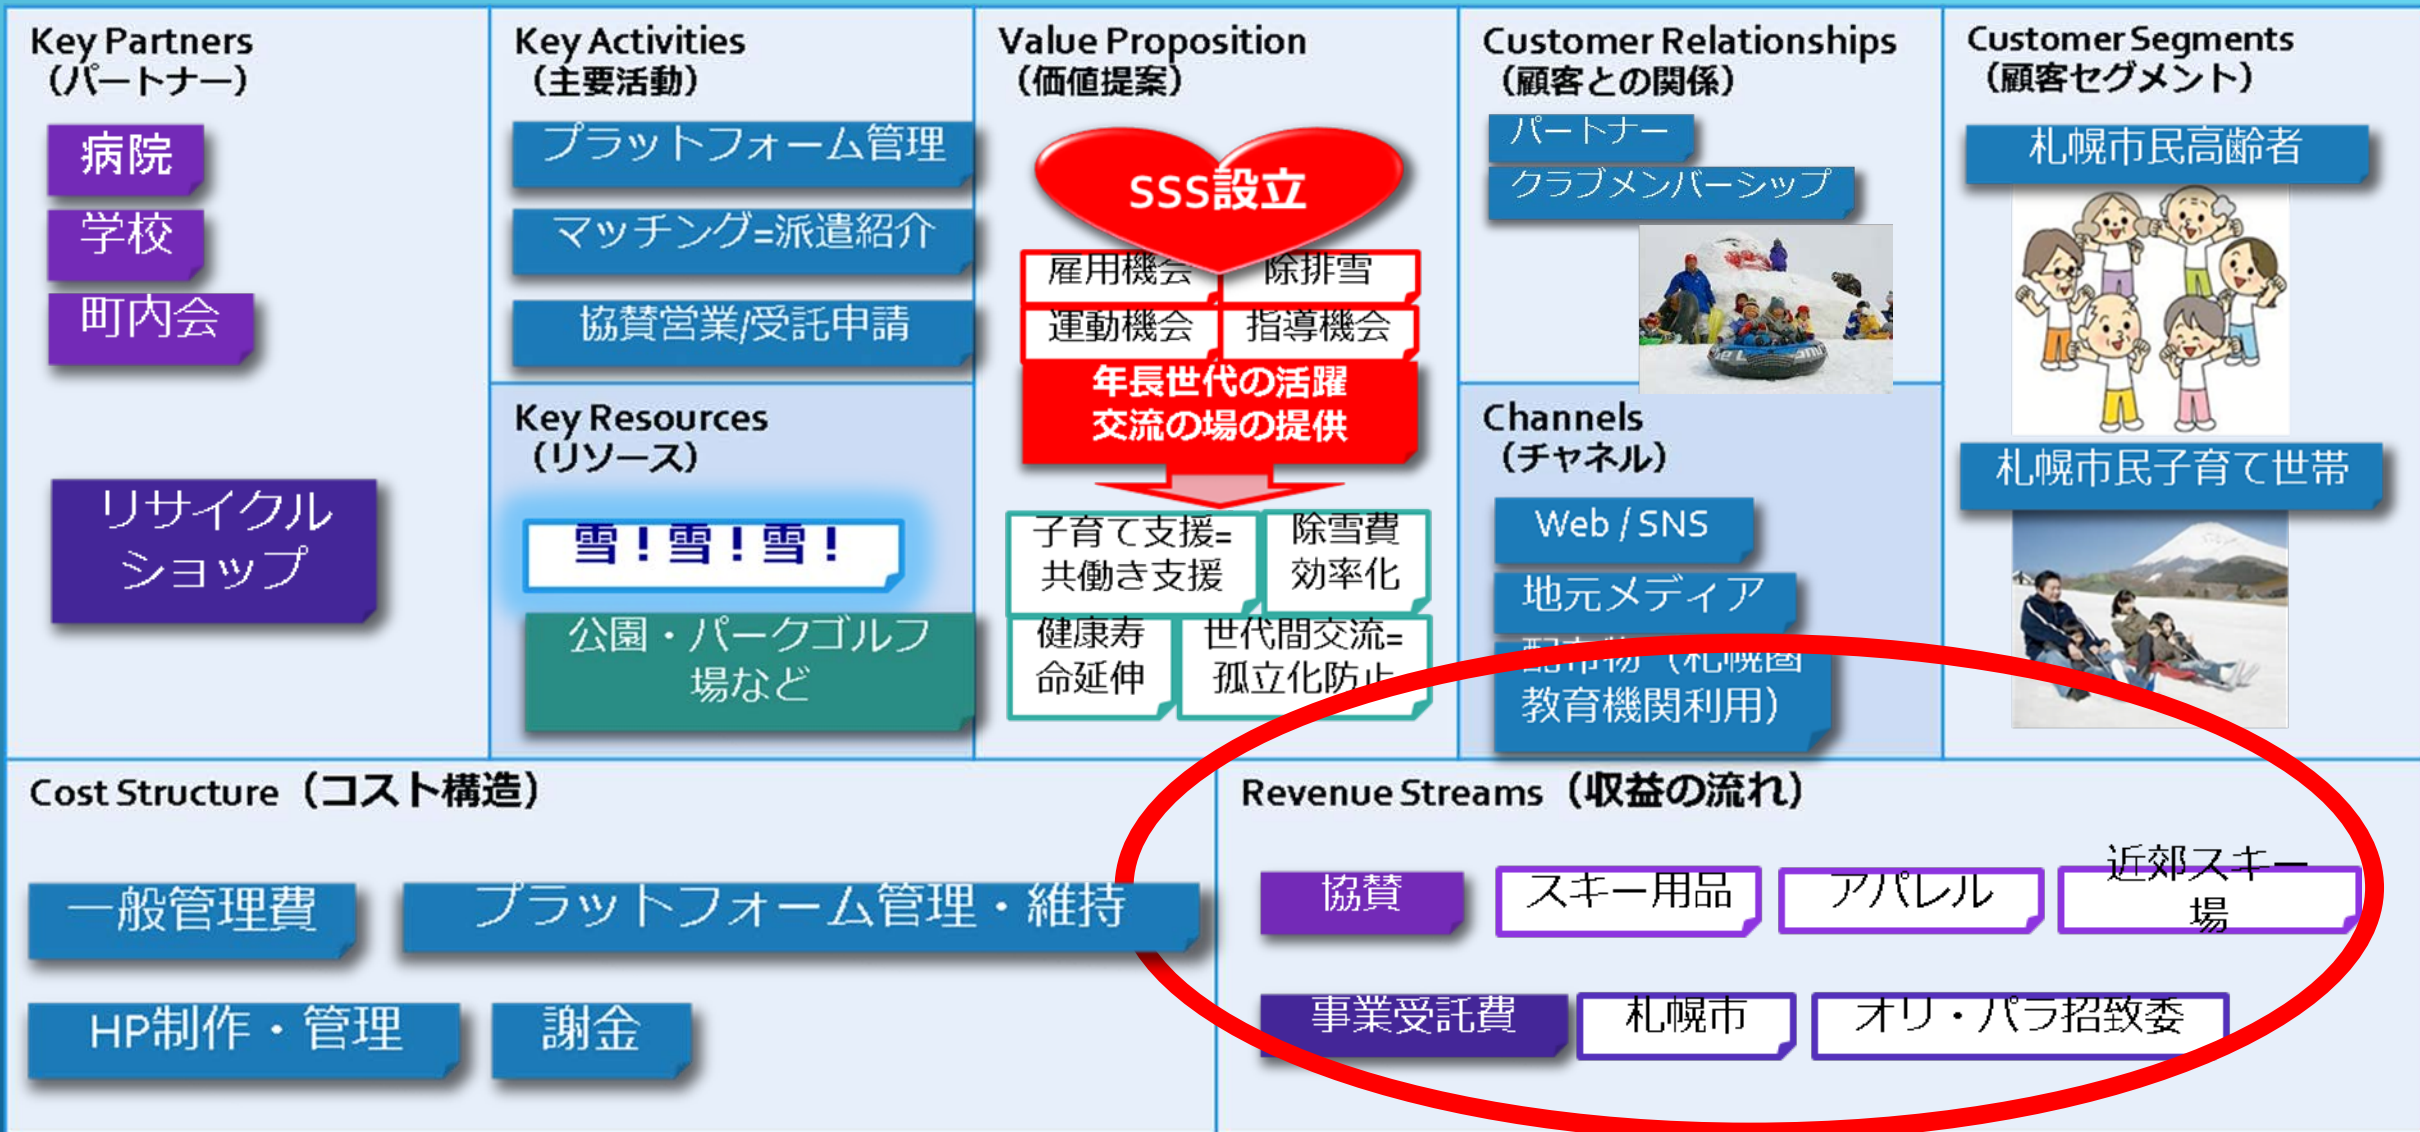 Key Partners
（パートナー）
病院
学校
町内会
リサイクル
ショップ
Key Activities
（主要活動）
プラットフォーム管理
マッチング=派遣紹介
協賛営業/受託申請
Key Resources
（リソース）
雪！雪！雪！
公園・パークゴルフ
場など
Value Proposition
（価値提案）
SSS設立
雇用機会
除排雪
運動機会
指導機会
年長世代の活躍
交流の場の提供
子育て支援=
共働き支援
除雪費
効率化
健康寿
命延伸
世代間交流=
孤立化防止
Customer Relationships
（顧客との関係）
パートナー
クラブメンバーシップ
Channels
（チャネル）
Web / SNS
地元メディア
配布物（札幌圏
教育機関利用）
Customer Segments
（顧客セグメント）
札幌市民高齢者
札幌市民子育て世帯
Cost Structure（コスト構造）
一般管理費
プラットフォーム管理・維持
HP制作・管理
謝金
Revenue Streams（収益の流れ）
協賛
スキー用品
アパレル
近郊スキー
場
事業受託費
札幌市
オリ・パラ招致委